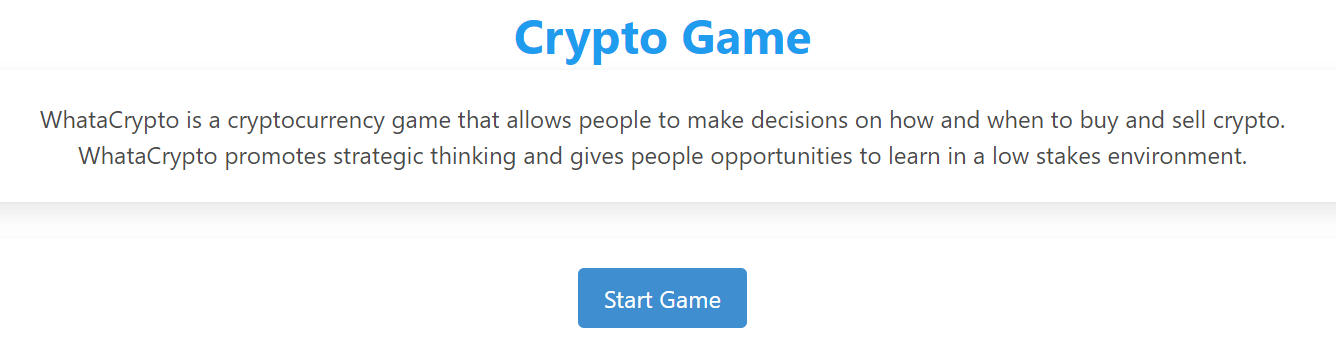 Crypto Game
WhataCrypto is a cryptocurrency game that allows people to make decisions on how and when to buy and sell crypto.
WhataCrypto promotes strategic thinking and gives people opportunities to learn in a low stakes environment.
Start Game